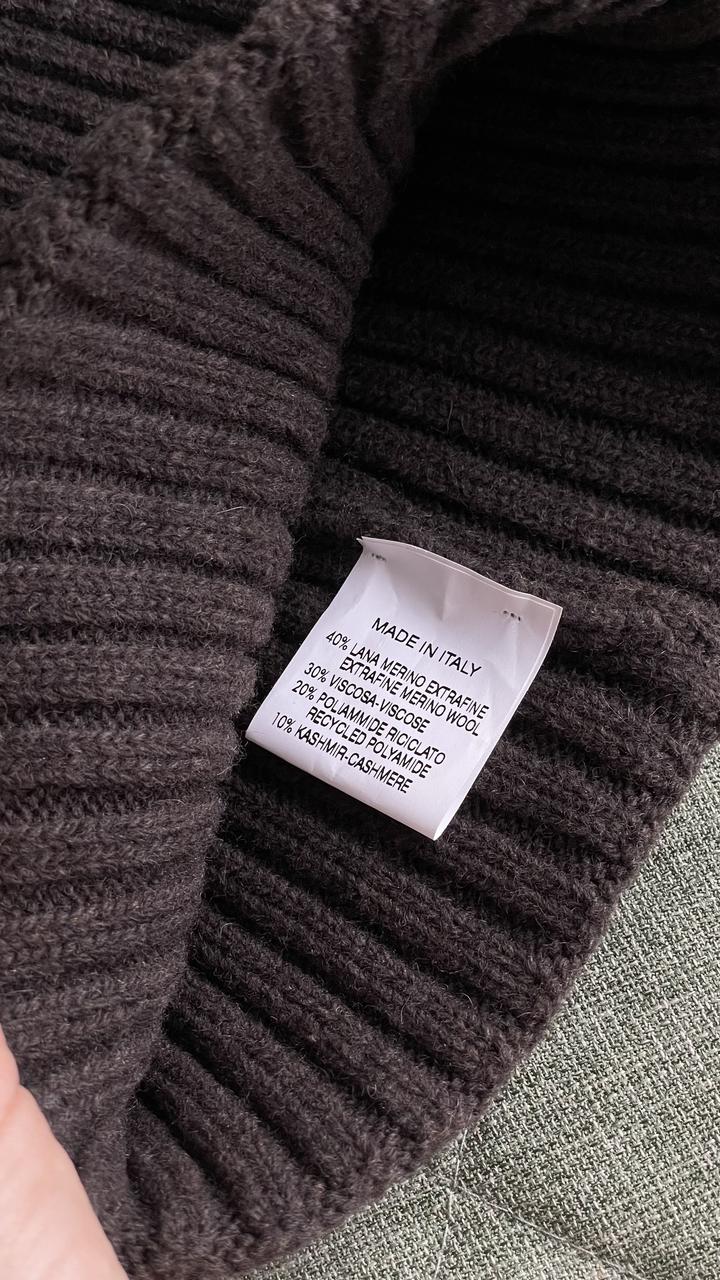 MADE IN ITALY
40% LANA MERINO EXTRAFINE
EXTRAFINE MERINO WOOL
30% VISCOSA-VISCOSE
20% POLIAMMIDE RICICLATO
RECYCLED POLYAMIDE
10% KASHMIR-CASHMERE